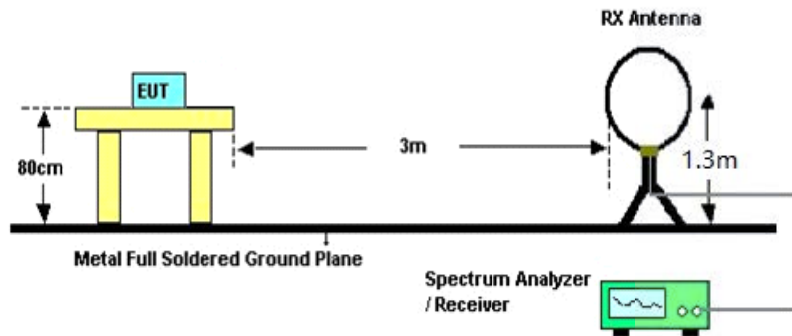 RX Antenna
EUT
3m
80cm
1.3m
Metal Full Soldered Ground Plane
Spectrum Analyzer
/ Receiver